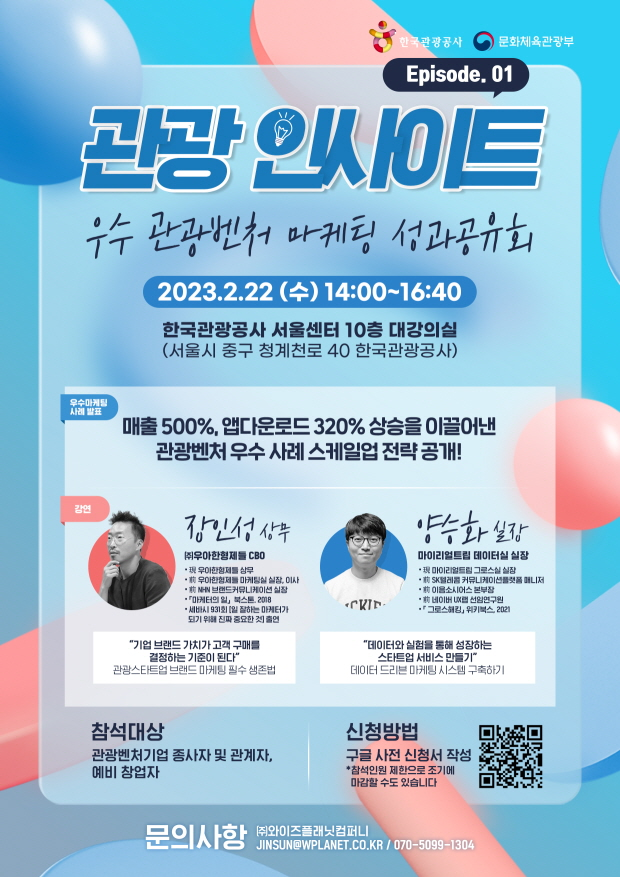 한국관광공사 문화체육관광부
Episode. 01
관광 인사이트
우수 관광벤처 마케팅 성과공유회
2023.2.22 (수) 14:00~16:40
한국관광공사 서울센터 10층 대강의실
(서울시 중구 청계천로 40 한국관광공사)
우수마케팅
사례 발표
매출 500%, 앱다운로드 320% 상승을 이끌어낸
관광벤처 우수 사례 스케일업 전략 공개!
강연
장인성 상무
㈜우아한형제들 CBO
• 現 우아한형제들 상무
• 前 우아한형제들 마케팅실 실장, 이사
• 前 NHN 브랜드커뮤니케이션 실장
• 「마케터의 일」 북스톤, 2018
• 세바시 931회 [일 잘하는 마케터가
되기 위해 진짜 중요한 것] 출연
"기업 브랜드 가치가 고객 구매를
결정하는 기준이 된다"
관광스타트업 브랜드 마케팅 필수 생존법
양승화 실장
마이리얼트립 데이터실 실장
• 現 마이리얼트립 그로스실 실장
• 前 SK텔레콤 커뮤니케이션플랫폼 매니저
• 前 이음소시어스 본부장
• 前 네이버 UX랩 선임연구원
• 「그로스해킹」 위키북스, 2021
"데이터와 실험을 통해 성장하는
스타트업 서비스 만들기"
데이터 드리븐 마케팅 시스템 구축하기
참석대상
관광벤처기업 종사자 및 관계자,
예비 창업자
신청방법
구글 사전 신청서 작성
*참석인원 제한으로 조기에
마감할 수도 있습니다
문의사항
㈜와이즈플래닛컴퍼니
JINSUN@WPLANET.CO.KR / 070-5099-1304
DICKIES